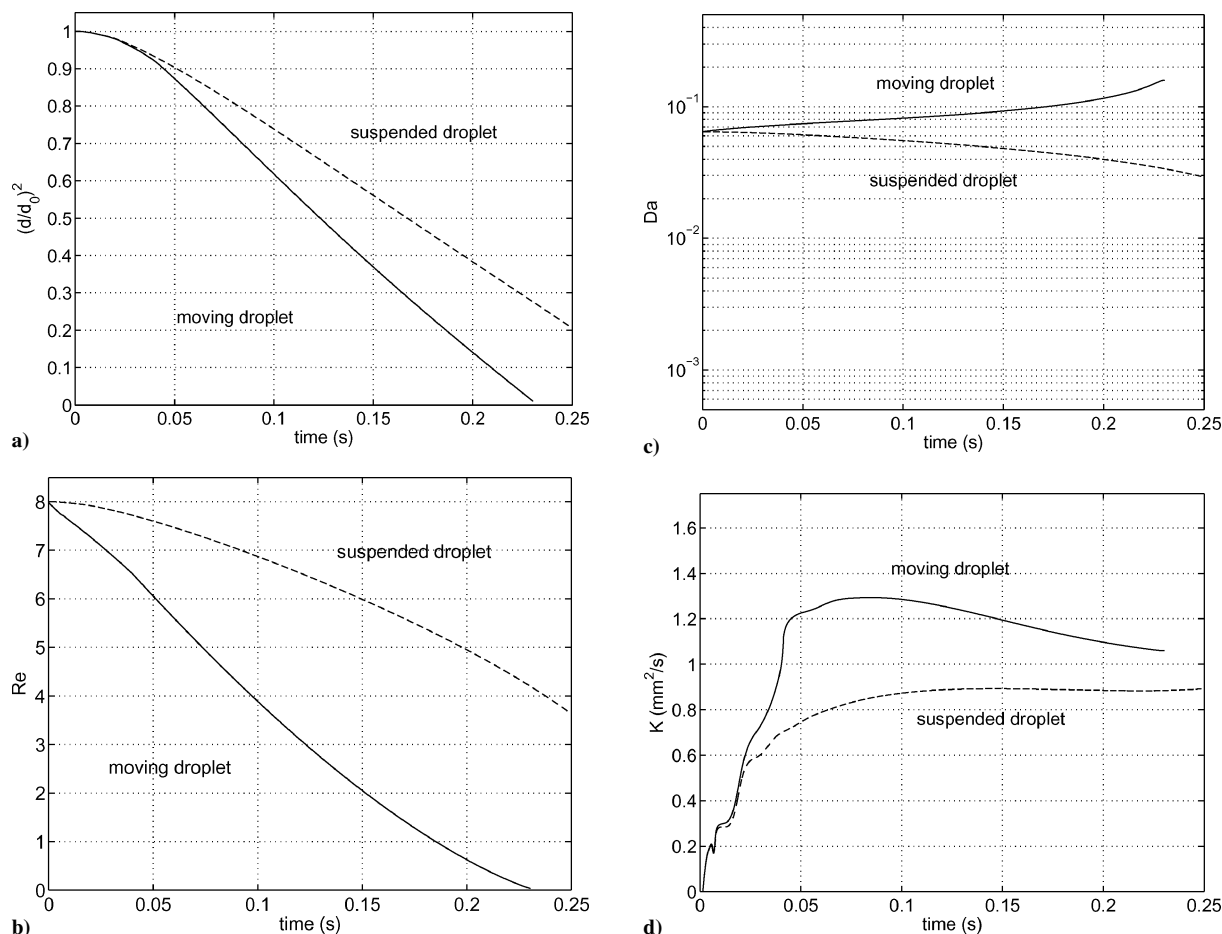 1
0.9
0.8
0.7
0.6
0.5
0.4
0.3
0.2
0.1
0
(d/d0)2
suspended droplet
moving droplet
0 0.05 0.1 0.15 0.2 0.25
time (s)
a)
8
7
6
5
4
3
2
1
0
Re
suspended droplet
moving droplet
0 0.05 0.1 0.15 0.2 0.25
time (s)
b)
10−1
10−2
10−3
Da
moving droplet
suspended droplet
0 0.05 0.1 0.15 0.2 0.25
time (s)
c)
1.6
1.4
1.2
1
0.8
0.6
0.4
0.2
0
K (mm2/s)
moving droplet
suspended droplet
0 0.05 0.1 0.15 0.2 0.25
time (s)
d)